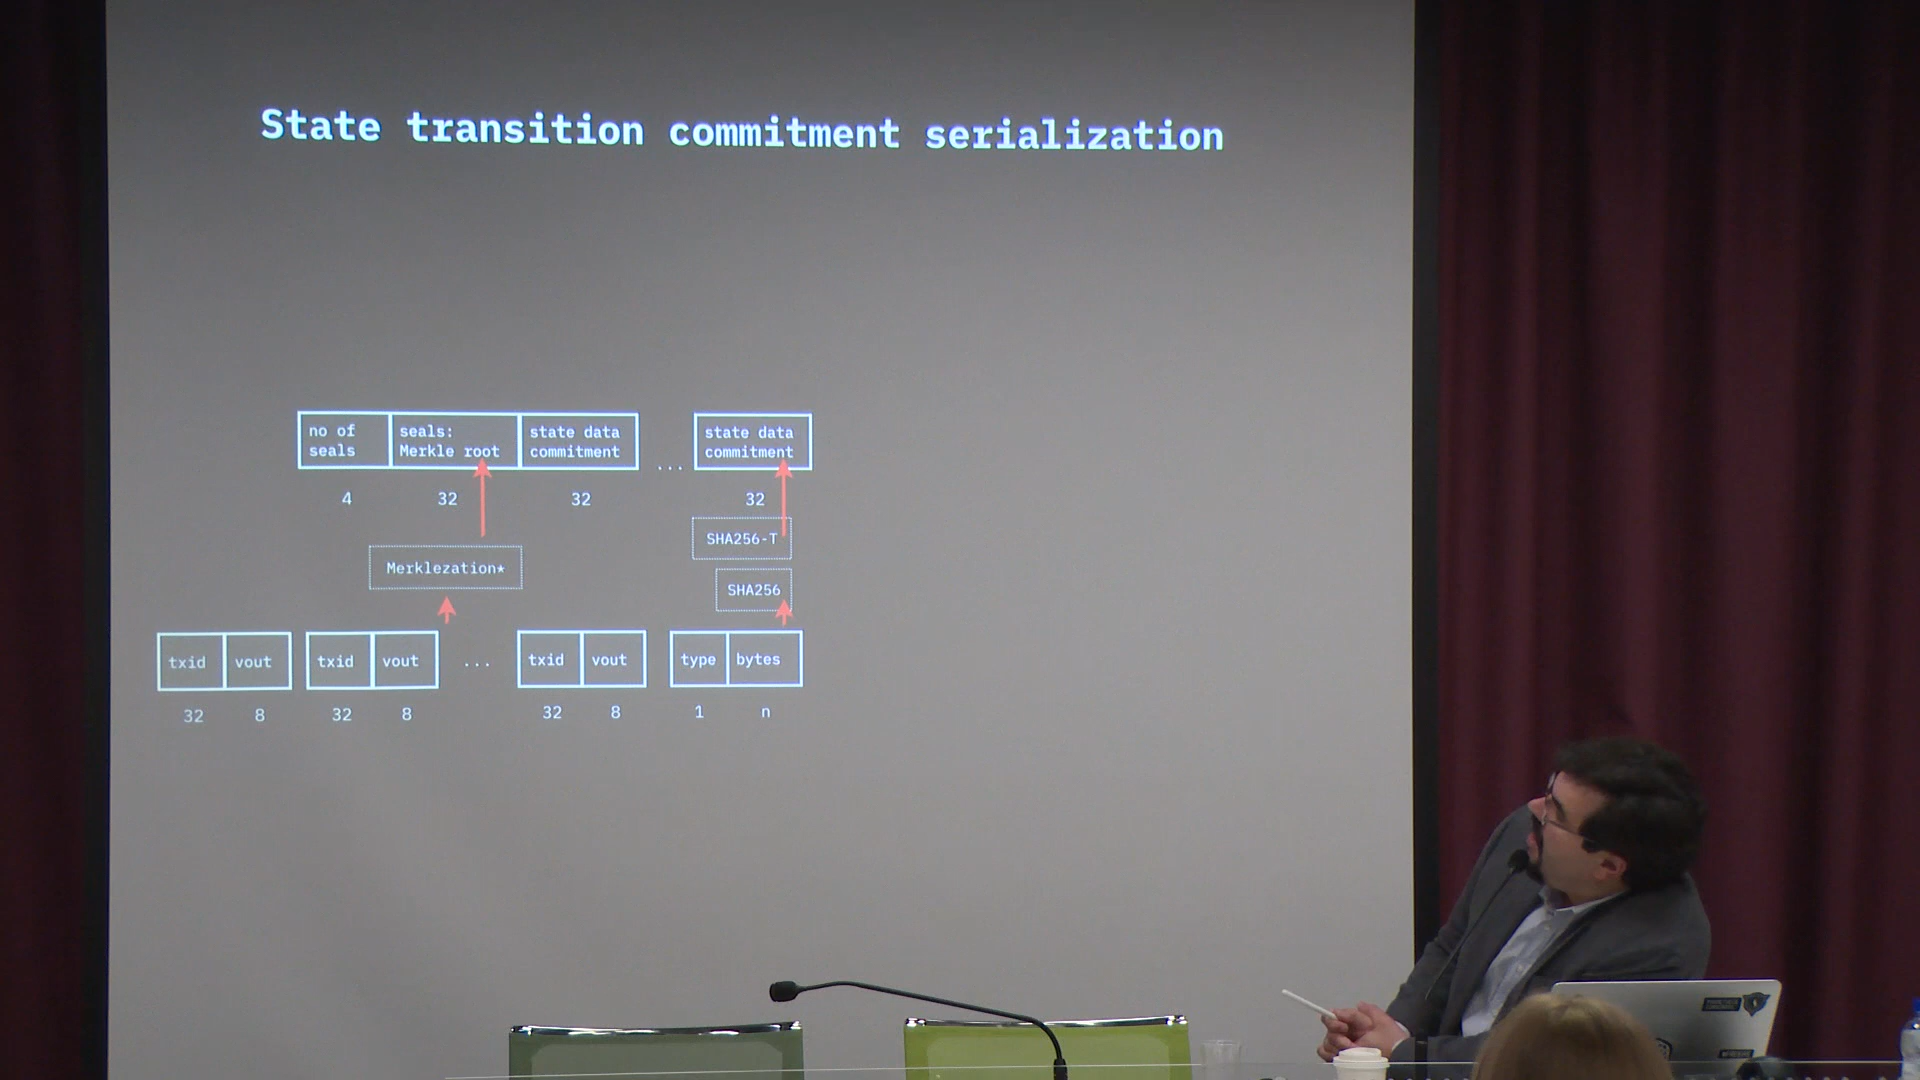 State transition commitment serialization
no of seals
seals: Merkle root
state data commitment
...
state data commitment
4
32
32
32
SHA256-T
Merklezation*
SHA256
txid vout
txid vout
...
txid vout
type bytes
32 8
32 8
32 8
1 n